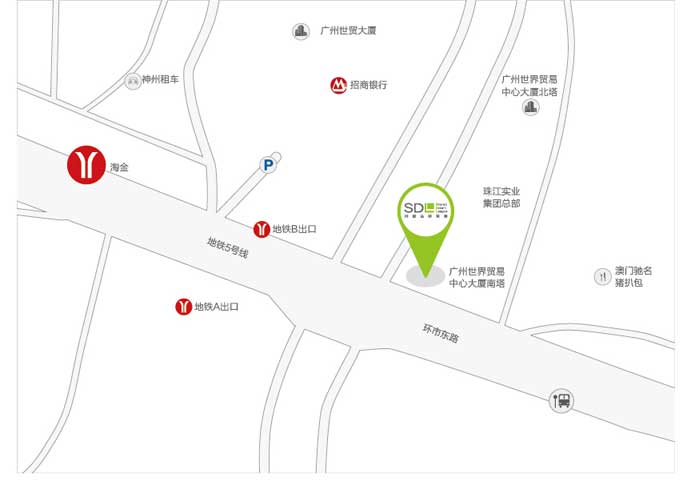 广州世贸大厦
神州租车
招商银行
广州世界贸易
中心大厦北塔
P
淘金
珠江实业
集团总部
SD
地铁B出口
地铁5号线
广州世界贸易
中心大厦南塔
澳门驰名
猪扒包
地铁A出口
环市东路